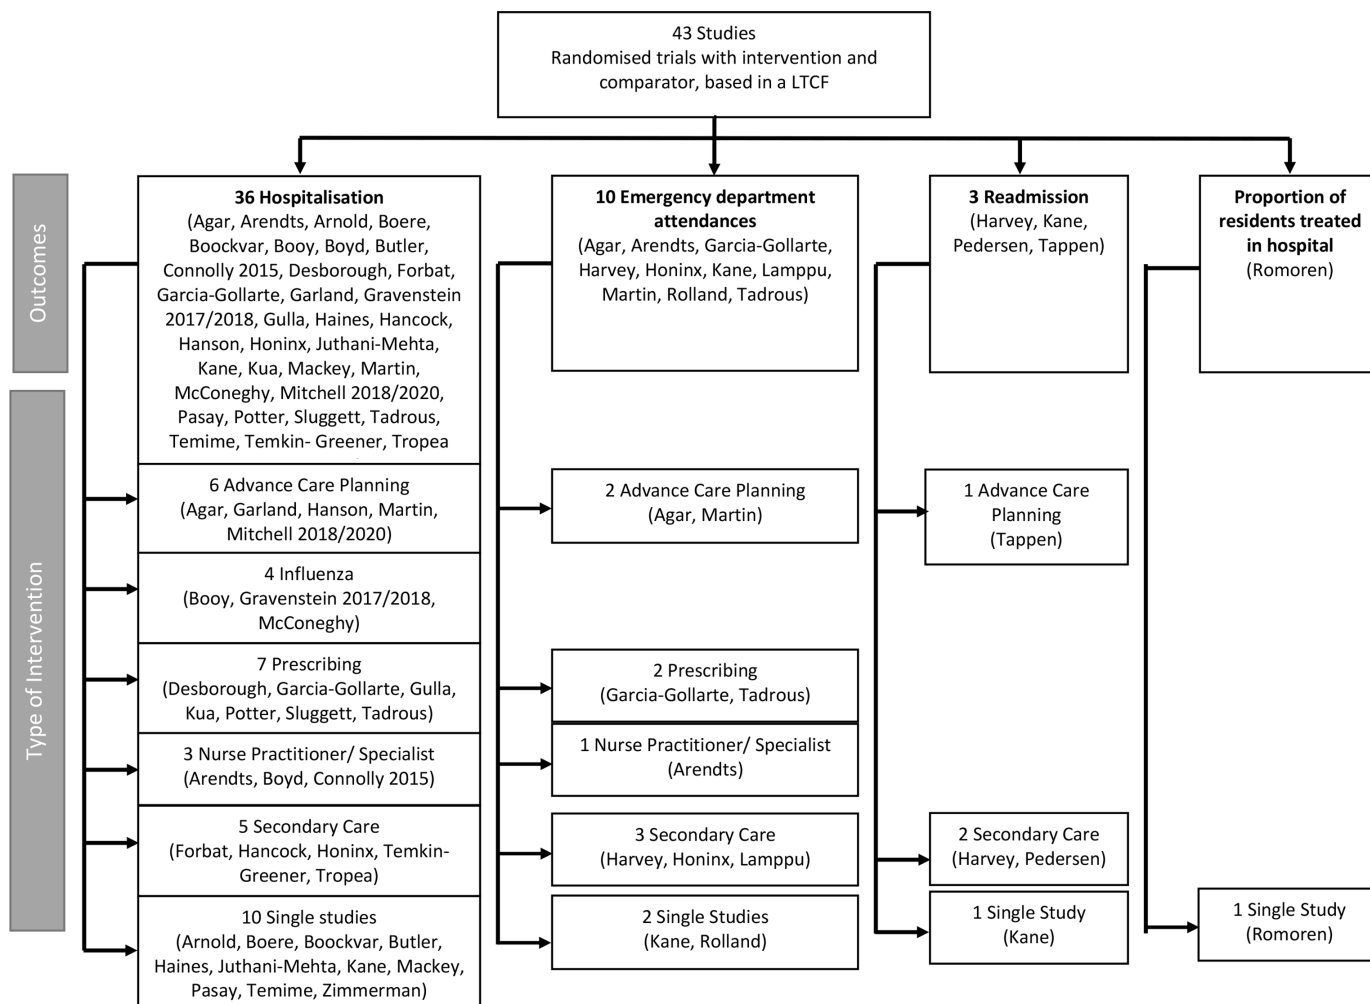 43 Studies
Randomised trials with intervention and
comparator, based in a LTCF
Outcomes
36 Hospitalisation
(Agar, Arendts, Arnold, Boere,
Boockvar, Booy, Boyd, Butler,
Connolly 2015, Desborough, Forbat,
Garcia-Gollarte, Garland, Gravenstein
2017/2018, Gulla, Haines, Hancock,
Hanson, Honinx, Juthani-Mehta,
Kane, Kua, Mackey, Martin,
McConeghy, Mitchell 2018/2020,
Pasay, Potter, Sluggett, Tadrous,
Temime, Temkin- Greener, Tropea
10 Emergency department
attendances
(Agar, Arendts, Garcia-Gollarte,
Harvey, Honinx, Kane, Lamppu,
Martin, Rolland, Tadrous)
3 Readmission
(Harvey, Kane,
Pedersen, Tappen)
Proportion of
residents treated
in hospital
(Romoren)
Type of Intervention
6 Advance Care Planning
(Agar, Garland, Hanson, Martin,
Mitchell 2018/2020)
2 Advance Care Planning
(Agar, Martin)
1 Advance Care
Planning
(Tappen)
4 Influenza
(Booy, Gravenstein 2017/2018,
McConeghy)
7 Prescribing
(Desborough, Garcia-Gollarte, Gulla,
Kua, Potter, Sluggett, Tadrous)
2 Prescribing
(Garcia-Gollarte, Tadrous)
3 Nurse Practitioner/ Specialist
(Arendts, Boyd, Connolly 2015)
1 Nurse Practitioner/ Specialist
(Arendts)
5 Secondary Care
(Forbat, Hancock, Honinx, Temkin-
Greener, Tropea)
3 Secondary Care
(Harvey, Honinx, Lamppu)
2 Secondary Care
(Harvey, Pedersen)
10 Single studies
(Arnold, Boere, Boockvar, Butler,
Haines, Juthani-Mehta, Kane, Mackey,
Pasay, Temime, Zimmerman)
2 Single Studies
(Kane, Rolland)
1 Single Study
(Kane)
1 Single Study
(Romoren)